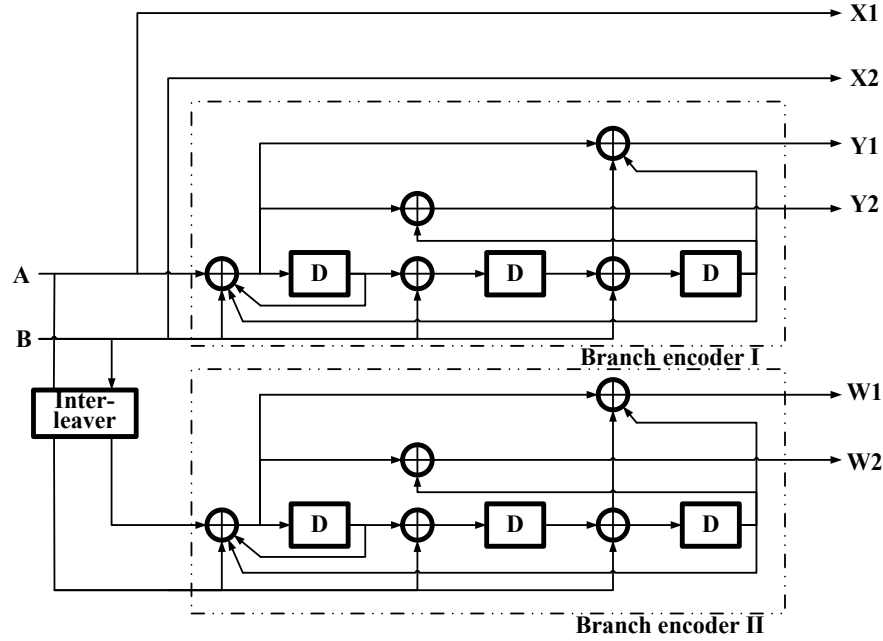 X1
X2
Y1
Y2
A
D
D
D
B
Branch encoder I
Inter-
leaver
W1
W2
D
D
D
Branch encoder II